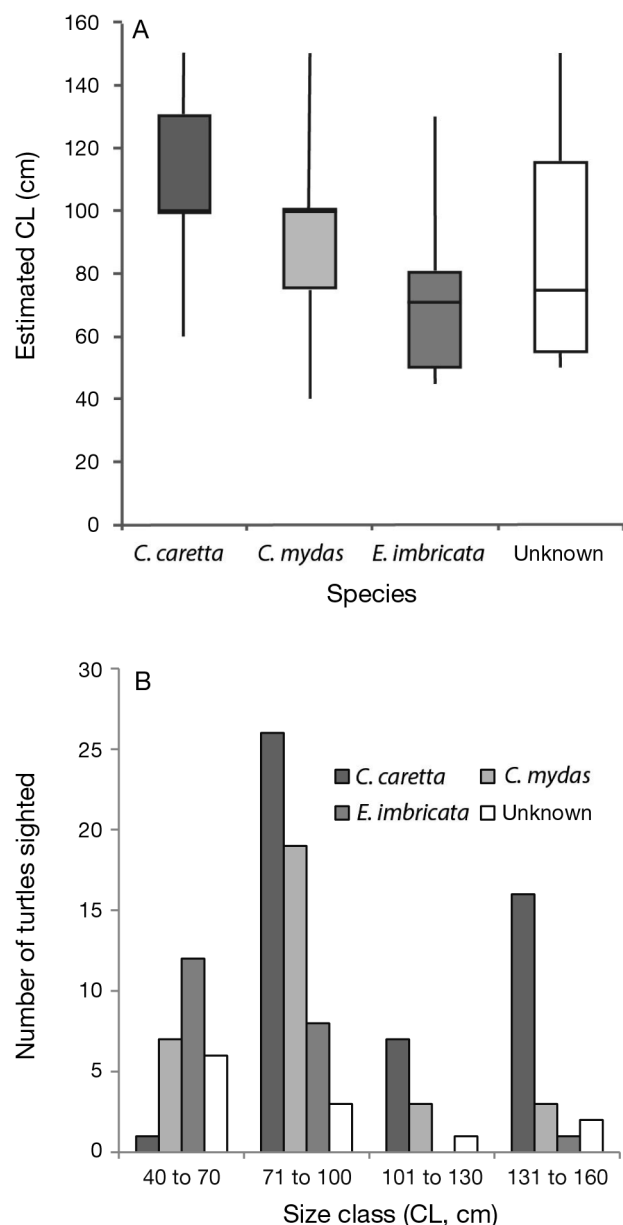 A
160
140
120
100
80
60
40
20
0
Estimated CL (cm)
C. caretta C. mydas E. imbricata Unknown
Species
B
30
25
20
15
10
5
0
Number of turtles sighted
C. caretta C. mydas
E. imbricata Unknown
40 to 70 71 to 100 101 to 130 131 to 160
Size class (CL, cm)